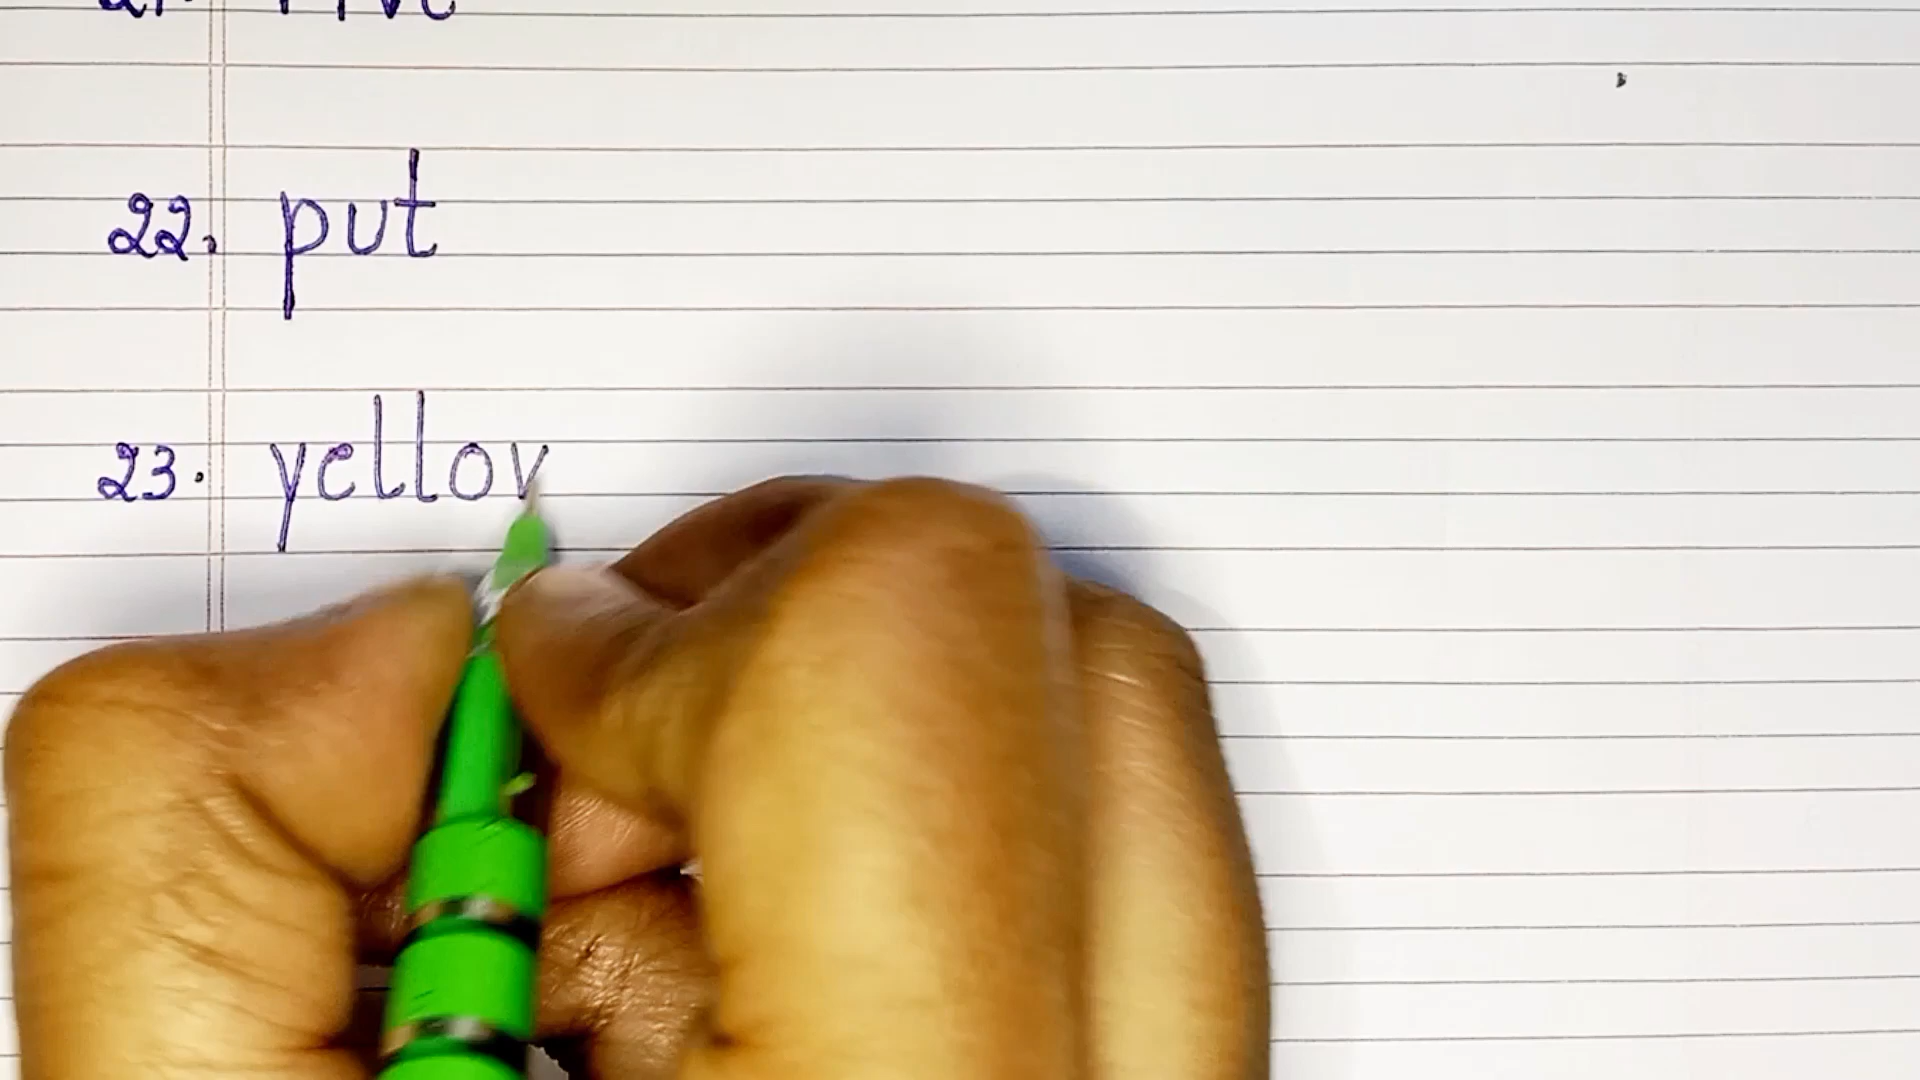 22. put
23. yellov